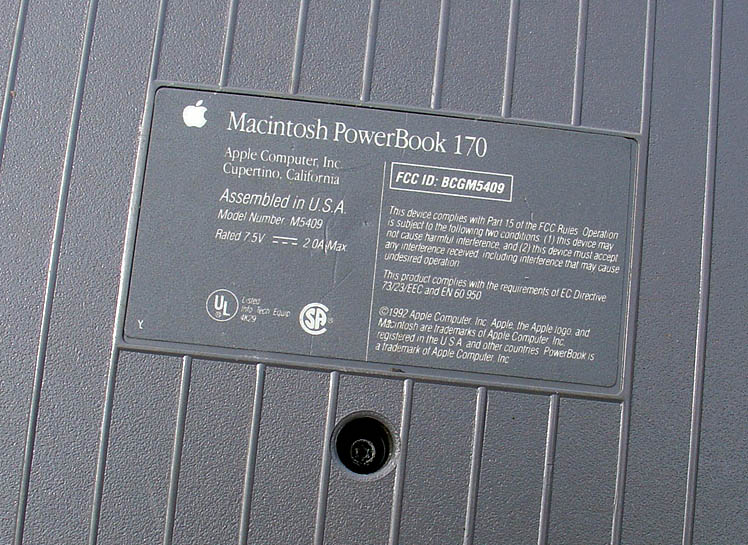 Macintosh PowerBook 170
Apple Computer, Inc.
Cupertino, California
Assembled in U.S.A.
Model Number M5409
Rated 7.5V 2.0A Max
UL
Listed
Info Tech Equip
4K29
SA
Y
FCC ID: BCGM5409
This device complies with Part 15 of the FCC Rules. Operation
is subject to the following two conditions. (1) this device may
not cause harmful interference, and (2) this device must accept
any interference received, including interference that may cause
undesired operation
This product complies with the requirements of EC Directive
73/23/EEC and EN 60 950
©1992 Apple Computer, Inc. Apple, the Apple logo, and
Macintosh are trademarks of Apple Computer, Inc.
registered in the U.S.A. and other countries. PowerBook is
a trademark of Apple Computer, Inc.